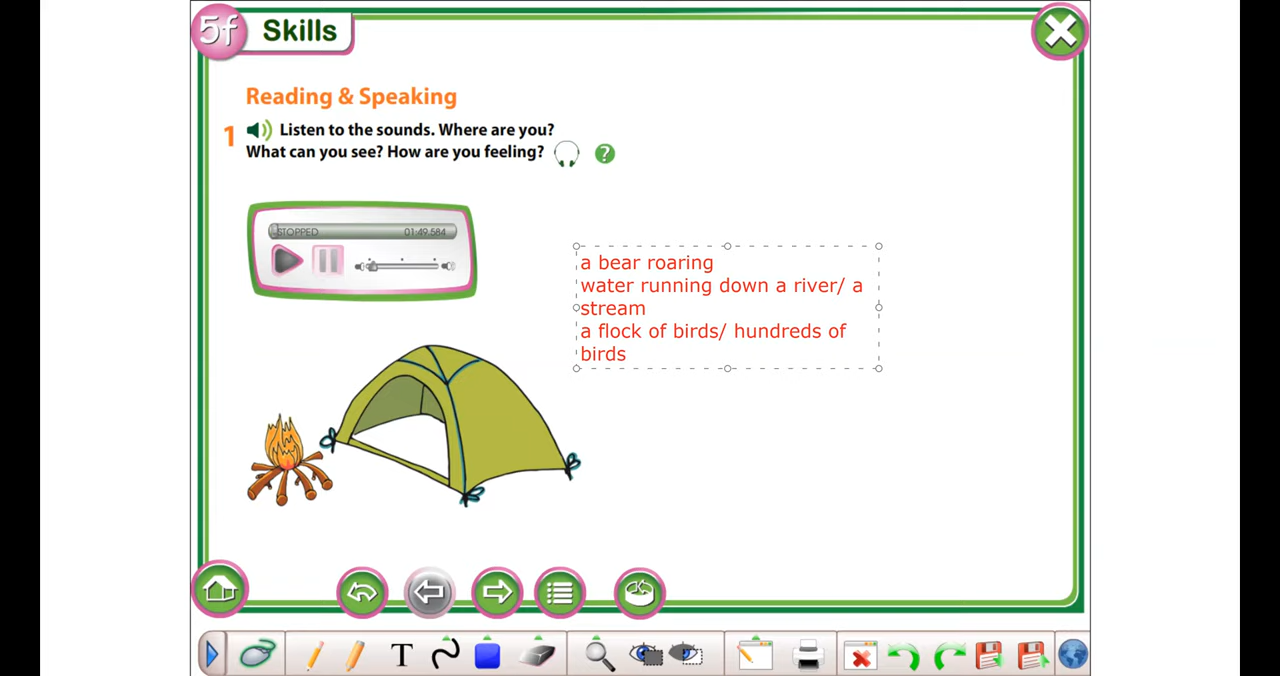 5f Skills
Reading & Speaking
1 Listen to the sounds. Where are you?
What can you see? How are you feeling? ?
STOPPED 01:49.584
a bear roaring
water running down a river/ a
stream
a flock of birds/ hundreds of
birds
T